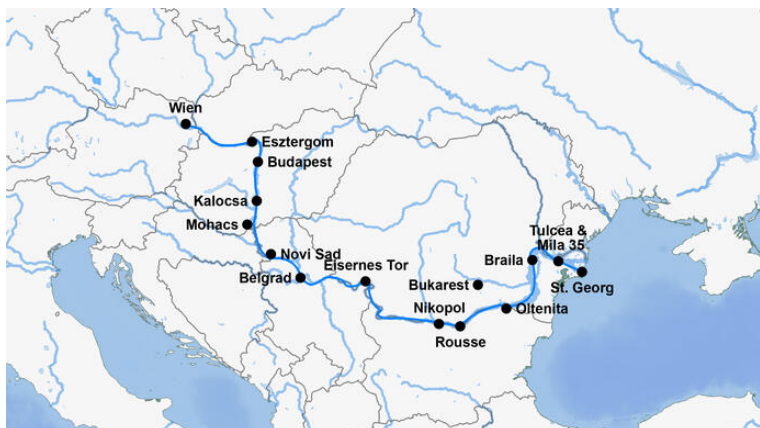 Wien
Esztergom
Budapest
Kalocsa
Mohacs
Novi Sad
Belgrad
Eisernes Tor
Tulcea &
Mila 35
Braila
St. Georg
Bukarest
Nikopol
Oltenita
Rousse